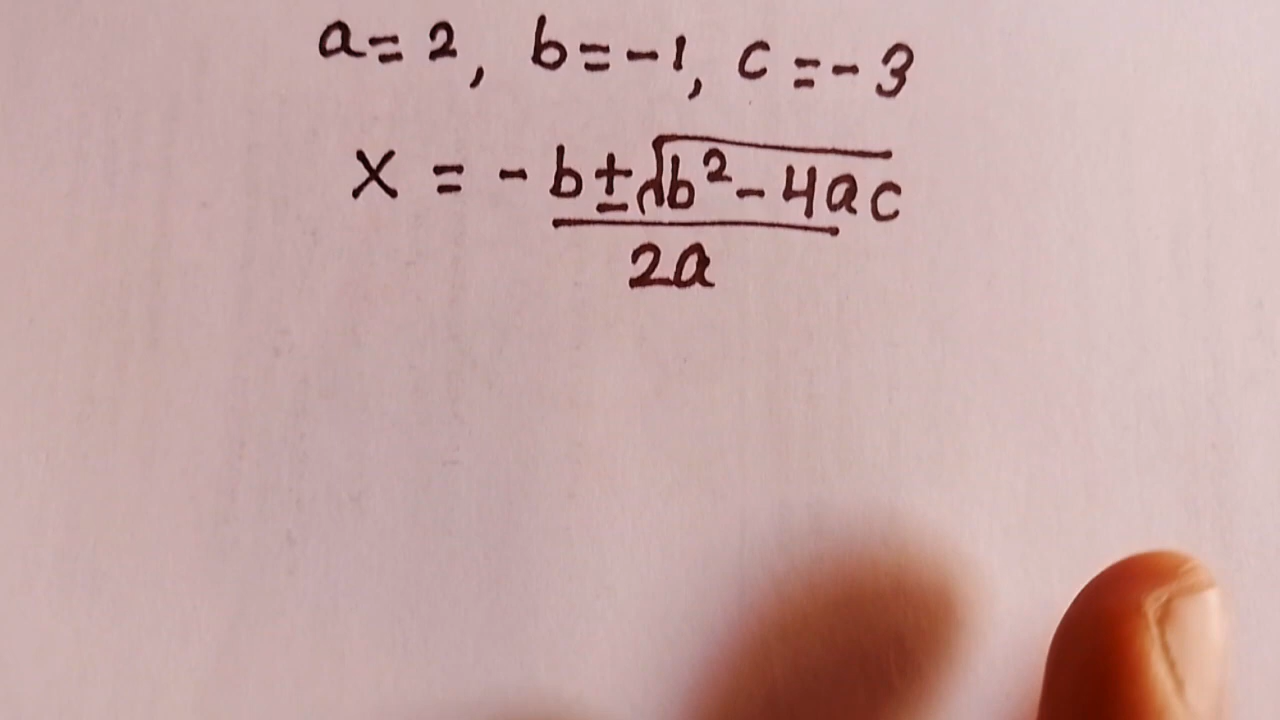 a = 2, b = -1, c = -3
x = -b ± √b² - 4ac
2a